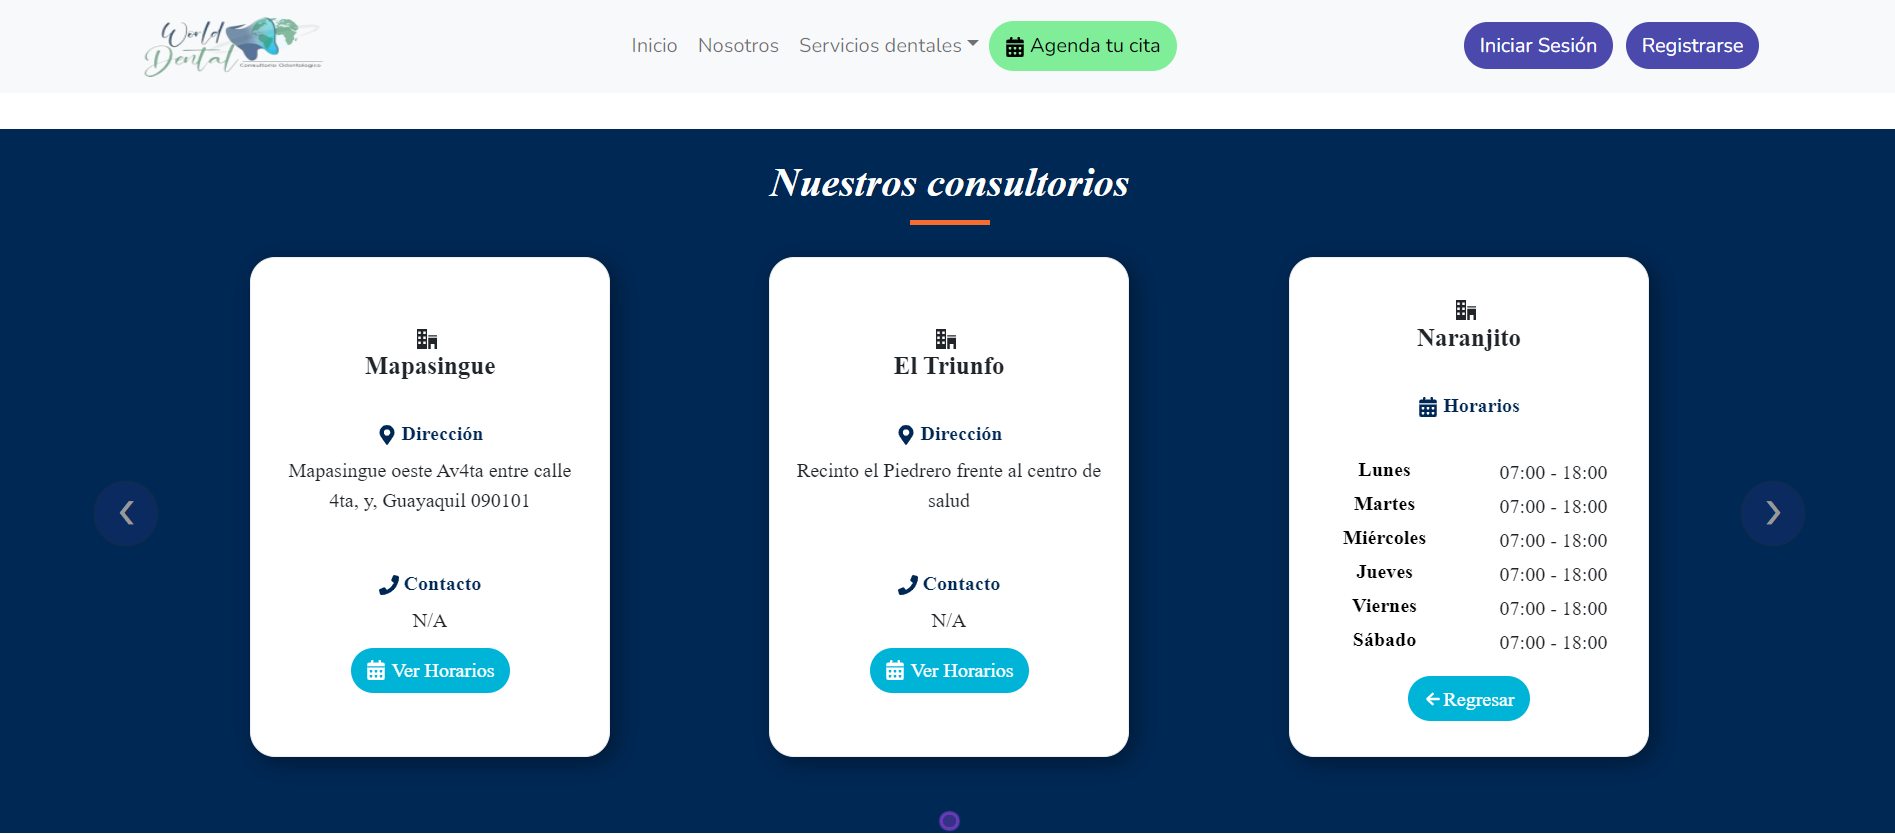 World
Dental
Consultorio Odontológico
Inicio
Nosotros
Servicios dentales
Agenda tu cita
Iniciar Sesión
Registrarse
Nuestros consultorios
Mapasingue
Dirección
Mapasingue oeste Av4ta entre calle
4ta, y, Guayaquil 090101
Contacto
N/A
Ver Horarios
El Triunfo
Dirección
Recinto el Piedrero frente al centro de
salud
Contacto
N/A
Ver Horarios
Naranjito
Horarios
Lunes 07:00 - 18:00
Martes 07:00 - 18:00
Miércoles 07:00 - 18:00
Jueves 07:00 - 18:00
Viernes 07:00 - 18:00
Sábado 07:00 - 18:00
Regresar